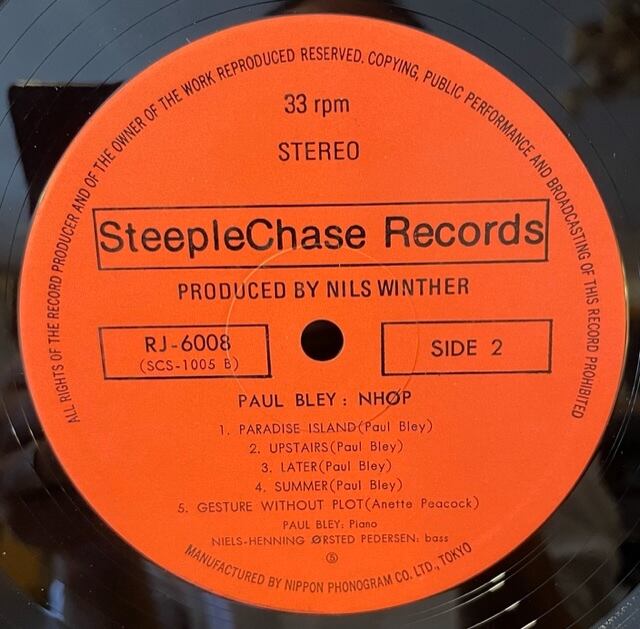 ALL RIGHTS OF THE RECORD PRODUCER AND OF THE OWNER OF THE WORK REPRODUCED RESERVED. COPYING, PUBLIC PERFORMANCE AND BROADCASTING OF THIS RECORD PROHIBITED
33 rpm
STEREO
SteepleChase Records
PRODUCED BY NILS WINTHER
RJ-6008
(SCS-1005 B)
SIDE 2
PAUL BLEY : NHØP
1. PARADISE ISLAND(Paul Bley)
2. UPSTAIRS(Paul Bley)
3. LATER(Paul Bley)
4. SUMMER(Paul Bley)
5. GESTURE WITHOUT PLOT(Anette Peacock)
PAUL BLEY: Piano
NIELS-HENNING ØRSTED PEDERSEN: bass
MANUFACTURED BY NIPPON PHONOGRAM CO. LTD., TOKYO